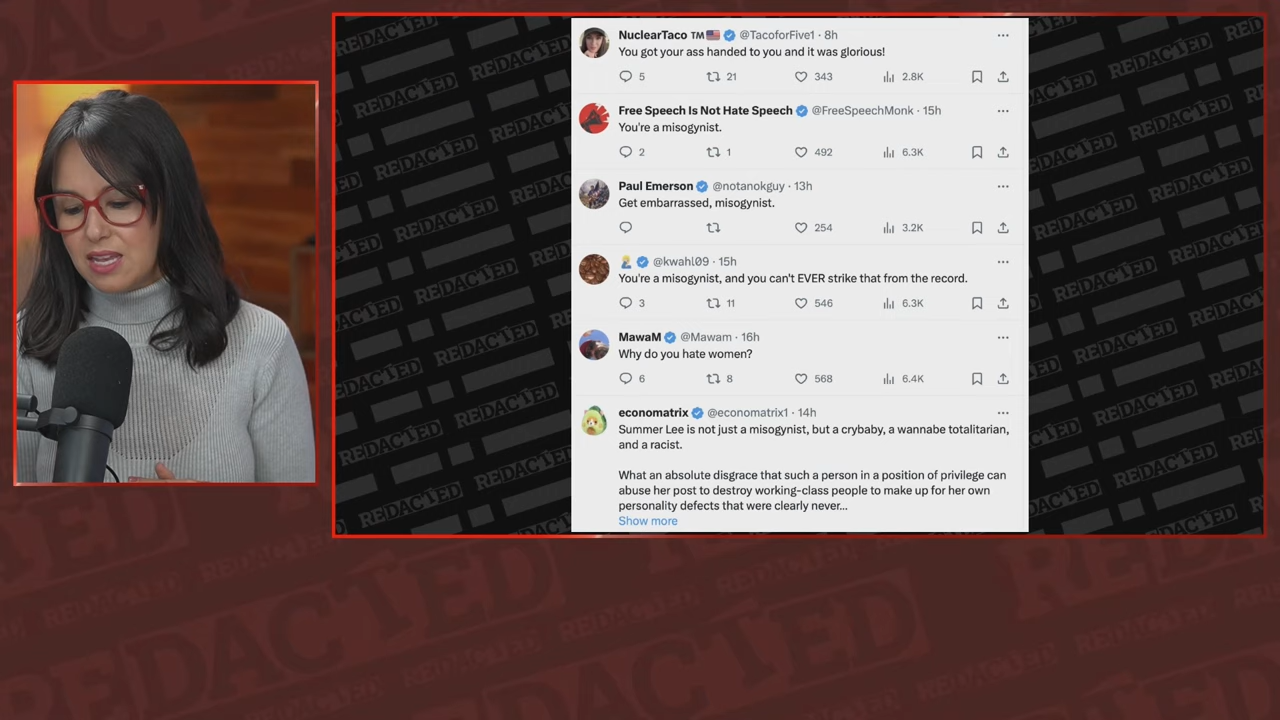 NuclearTaco TM🇺🇸 @TacoforFive1 · 8h
You got your ass handed to you and it was glorious!
5 21 343 2.8K
Free Speech Is Not Hate Speech @FreeSpeechMonk · 15h
You're a misogynist.
2 1 492 6.3K
Paul Emerson @notanokguy · 13h
Get embarrassed, misogynist.
254 3.2K
@kwahl09 · 15h
You're a misogynist, and you can't EVER strike that from the record.
3 11 546 6.3K
MawaM @Mawam · 16h
Why do you hate women?
6 8 568 6.4K
economatrix @economatrix1 · 14h
Summer Lee is not just a misogynist, but a crybaby, a wannabe totalitarian,
and a racist.
What an absolute disgrace that such a person in a position of privilege can
abuse her post to destroy working-class people to make up for her own
personality defects that were clearly never...
Show more
REDACTED